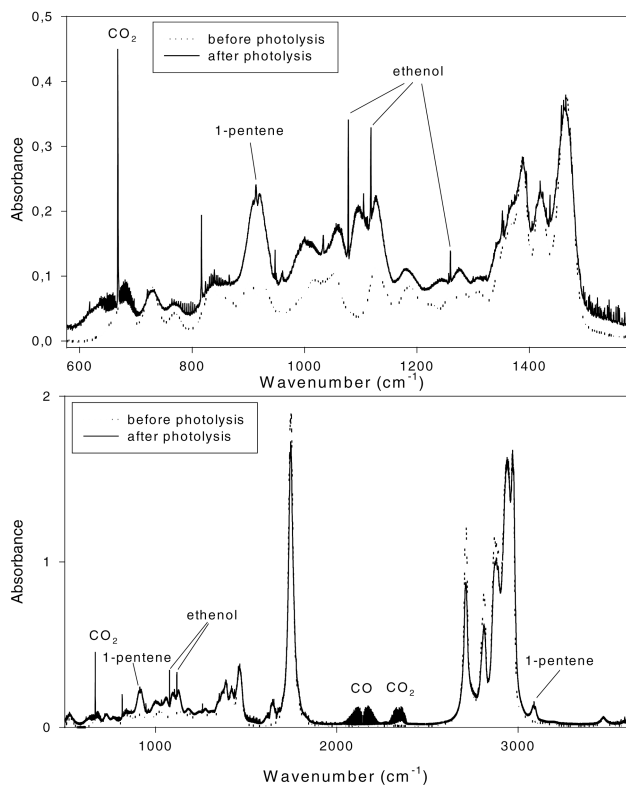 0,5
CO2
before photolysis
after photolysis
0,4
ethenol
0,3
1-pentene
Absorbance
0,2
0,1
0,0
600 800 1000 1200 1400
Wavenumber (cm-1)
2
before photolysis
after photolysis
Absorbance
1
ethenol
CO2
1-pentene
CO CO2
1-pentene
0
1000 2000 3000
Wavenumber (cm-1)